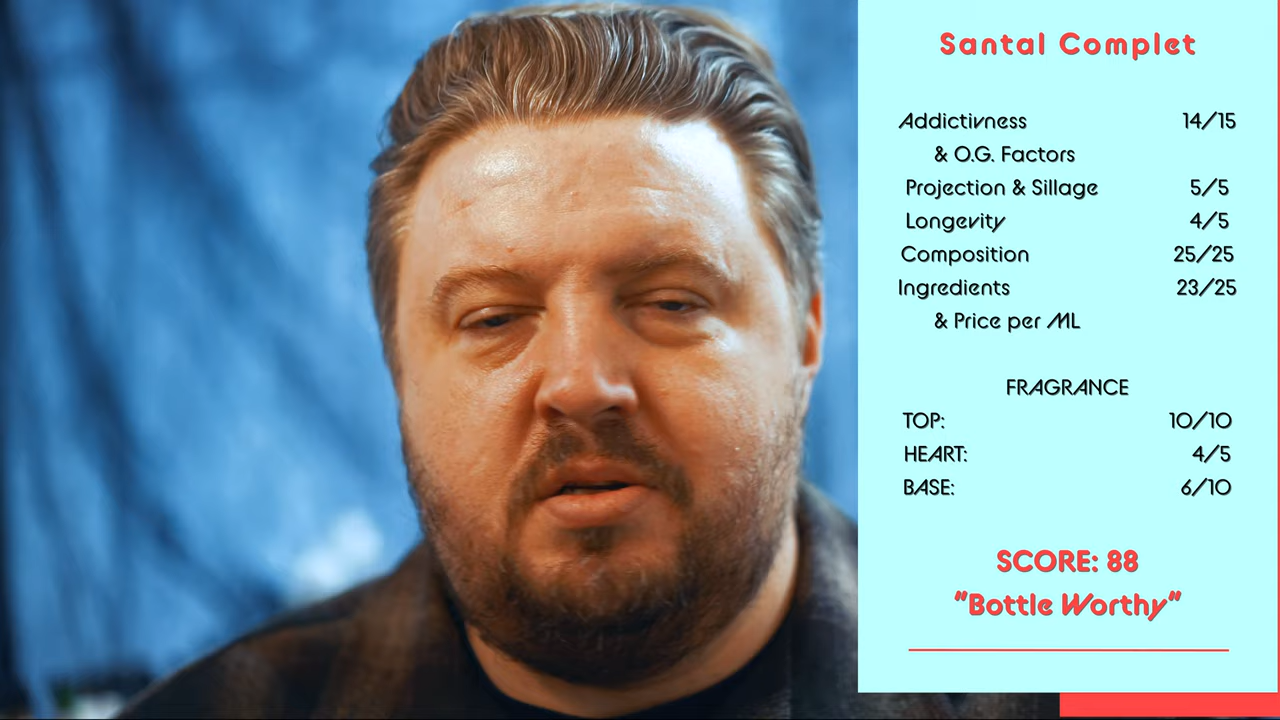 Santal Complet
Addictivness 14/15
& O.G. Factors
Projection & Sillage 5/5
Longevity 4/5
Composition 25/25
Ingredients 23/25
& Price per ML
FRAGRANCE
TOP: 10/10
HEART: 4/5
BASE: 6/10
SCORE: 88
"Bottle Worthy"